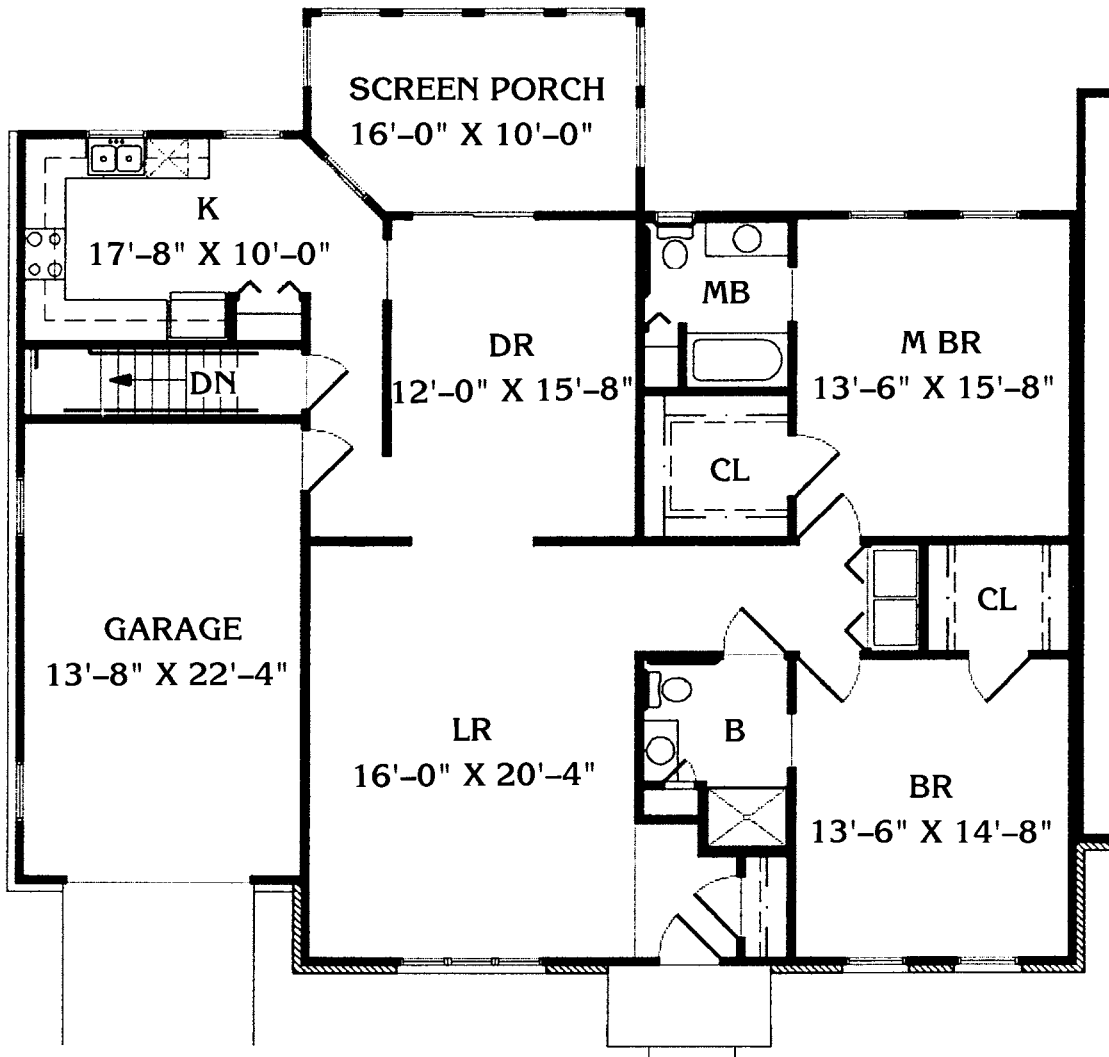 SCREEN PORCH
16'-0" X 10'-0"
K
17'-8" X 10'-0"
MB
DR
12'-0" X 15'-8"
M BR
13'-6" X 15'-8"
DN
CL
CL
GARAGE
13'-8" X 22'-4"
LR
16'-0" X 20'-4"
B
BR
13'-6" X 14'-8"